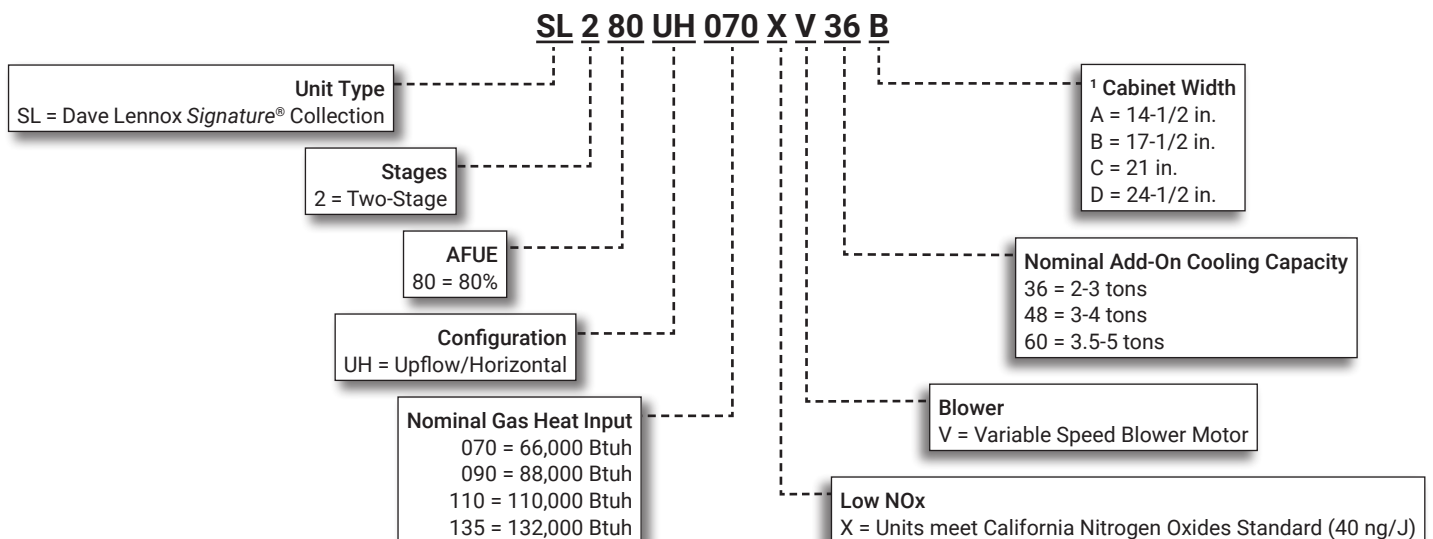 SL 2 80 UH 070 X V 36 B
Unit Type
SL = Dave Lennox Signature® Collection
Stages
2 = Two-Stage
AFUE
80 = 80%
Configuration
UH = Upflow/Horizontal
Nominal Gas Heat Input
070 = 66,000 Btuh
090 = 88,000 Btuh
110 = 110,000 Btuh
135 = 132,000 Btuh
¹ Cabinet Width
A = 14-1/2 in.
B = 17-1/2 in.
C = 21 in.
D = 24-1/2 in.
Nominal Add-On Cooling Capacity
36 = 2-3 tons
48 = 3-4 tons
60 = 3.5-5 tons
Blower
V = Variable Speed Blower Motor
Low NOx
X = Units meet California Nitrogen Oxides Standard (40 ng/J)